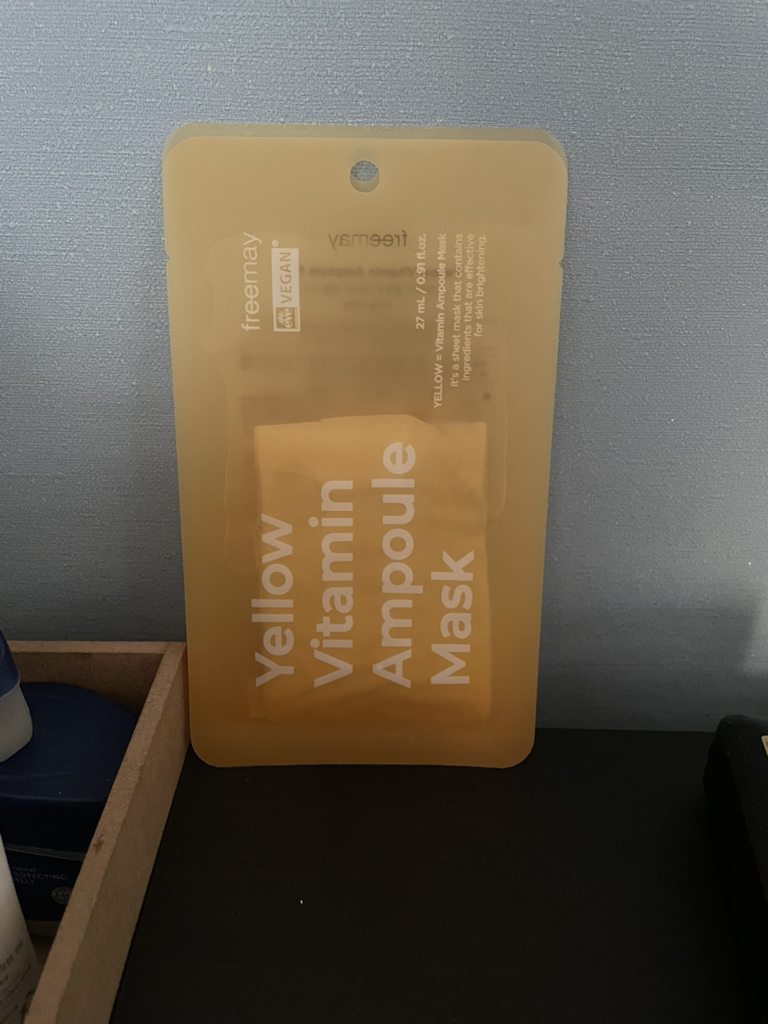 freemay
eve VEGAN®
27 mL / 0.91 fl.oz.
YELLOW = Vitamin Ampoule Mask
It's a sheet mask that contains
ingredients that are effective
for skin brightening.
Yellow
Vitamin
Ampoule
Mask
freemay